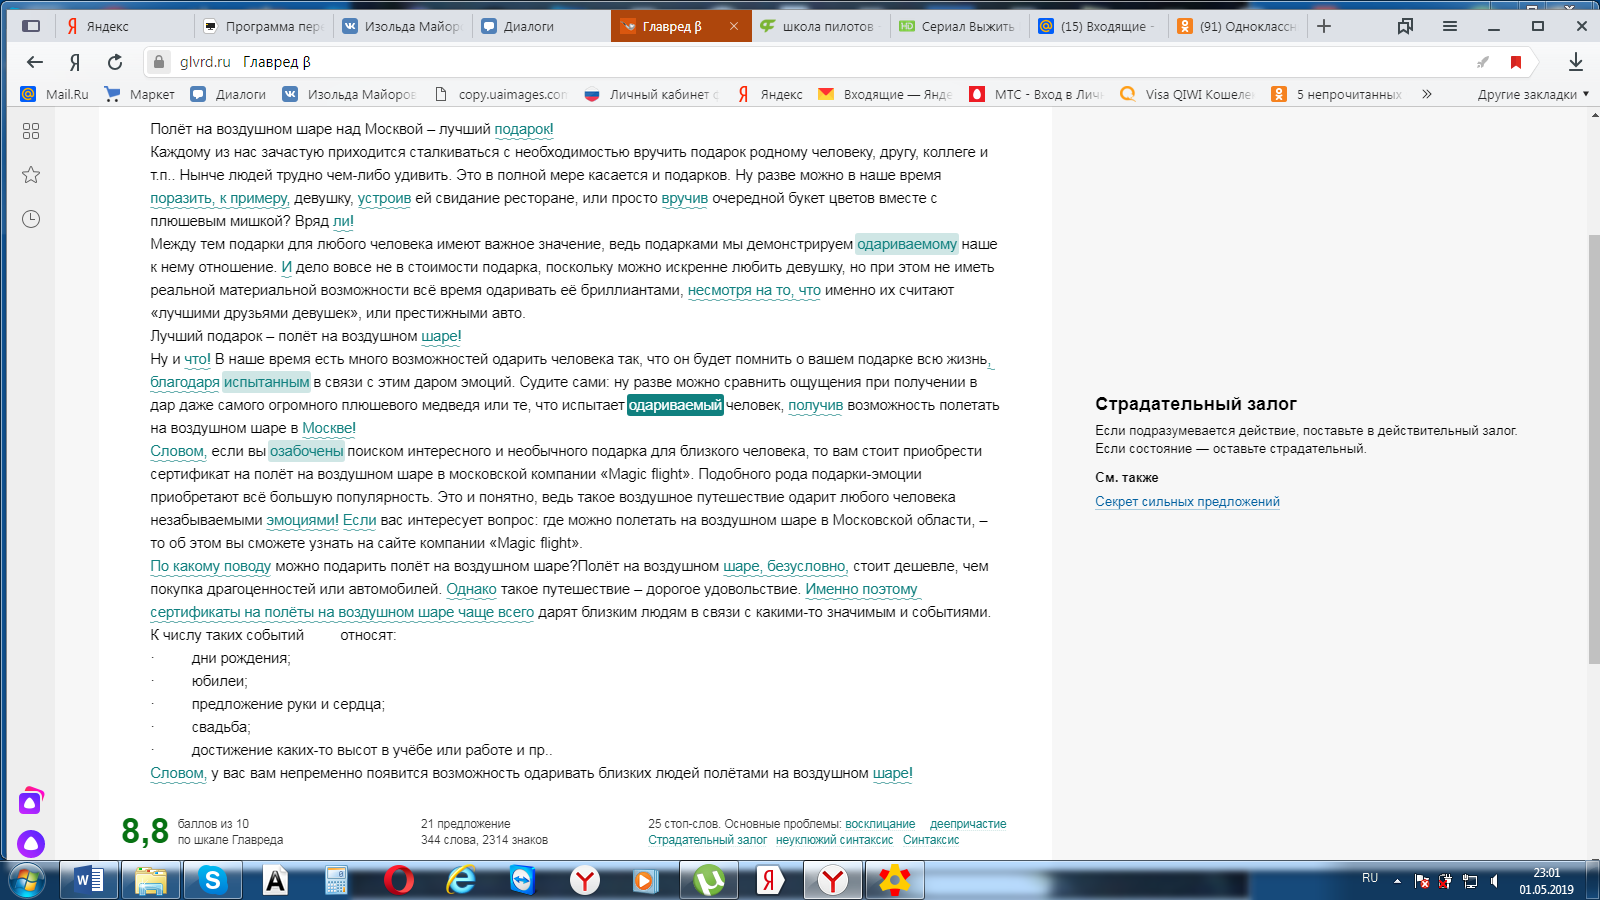 Яндекс
Программа пере
Изольда Майоро
Диалоги
Главред β
школа пилотов
Сериал Выжить
(15) Входящие -
(91) Одноклассн
glvrd.ru Главред β
Mail.Ru
Маркет
Диалоги
Изольда Майоров
copy.uaimages.com
Личный кабинет ф
Яндекс
Входящие — Янде
МТС - Вход в Личн
Visa QIWI Кошелек
5 непрочитанных
Другие закладки
Полёт на воздушном шаре над Москвой – лучший подарок!
Каждому из нас зачастую приходится сталкиваться с необходимостью вручить подарок родному человеку, другу, коллеге и
т.п.. Нынче людей трудно чем-либо удивить. Это в полной мере касается и подарков. Ну разве можно в наше время
поразить, к примеру, девушку, устроив ей свидание ресторане, или просто вручив очередной букет цветов вместе с
плюшевым мишкой? Вряд ли!
Между тем подарки для любого человека имеют важное значение, ведь подарками мы демонстрируем одариваемому наше
к нему отношение. И дело вовсе не в стоимости подарка, поскольку можно искренне любить девушку, но при этом не иметь
реальной материальной возможности всё время одаривать её бриллиантами, несмотря на то, что именно их считают
«лучшими друзьями девушек», или престижными авто.
Лучший подарок – полёт на воздушном шаре!
Ну и что! В наше время есть много возможностей одарить человека так, что он будет помнить о вашем подарке всю жизнь,
благодаря испытанным в связи с этим даром эмоций. Судите сами: ну разве можно сравнить ощущения при получении в
дар даже самого огромного плюшевого медведя или те, что испытает одариваемый человек, получив возможность полетать
на воздушном шаре в Москве!
Словом, если вы озабочены поиском интересного и необычного подарка для близкого человека, то вам стоит приобрести
сертификат на полёт на воздушном шаре в московской компании «Magic flight». Подобного рода подарки-эмоции
приобретают всё большую популярность. Это и понятно, ведь такое воздушное путешествие одарит любого человека
незабываемыми эмоциями! Если вас интересует вопрос: где можно полетать на воздушном шаре в Московской области, –
то об этом вы сможете узнать на сайте компании «Magic flight».
По какому поводу можно подарить полёт на воздушном шаре?Полёт на воздушном шаре, безусловно, стоит дешевле, чем
покупка драгоценностей или автомобилей. Однако такое путешествие – дорогое удовольствие. Именно поэтому
сертификаты на полёты на воздушном шаре чаще всего дарят близким людям в связи с какими-то значимым и событиями.
К числу таких событий относят:
· дни рождения;
· юбилеи;
· предложение руки и сердца;
· свадьба;
· достижение каких-то высот в учёбе или работе и пр..
Словом, у вас вам непременно появится возможность одаривать близких людей полётами на воздушном шаре!
Страдательный залог
Если подразумевается действие, поставьте в действительный залог.
Если состояние — оставьте страдательный.
См. также
Секрет сильных предложений
8,8 баллов из 10
по шкале Главреда
21 предложение
344 слова, 2314 знаков
25 стоп-слов. Основные проблемы: восклицание деепричастие
Страдательный залог неуклюжий синтаксис Синтаксис
RU
23:01
01.05.2019